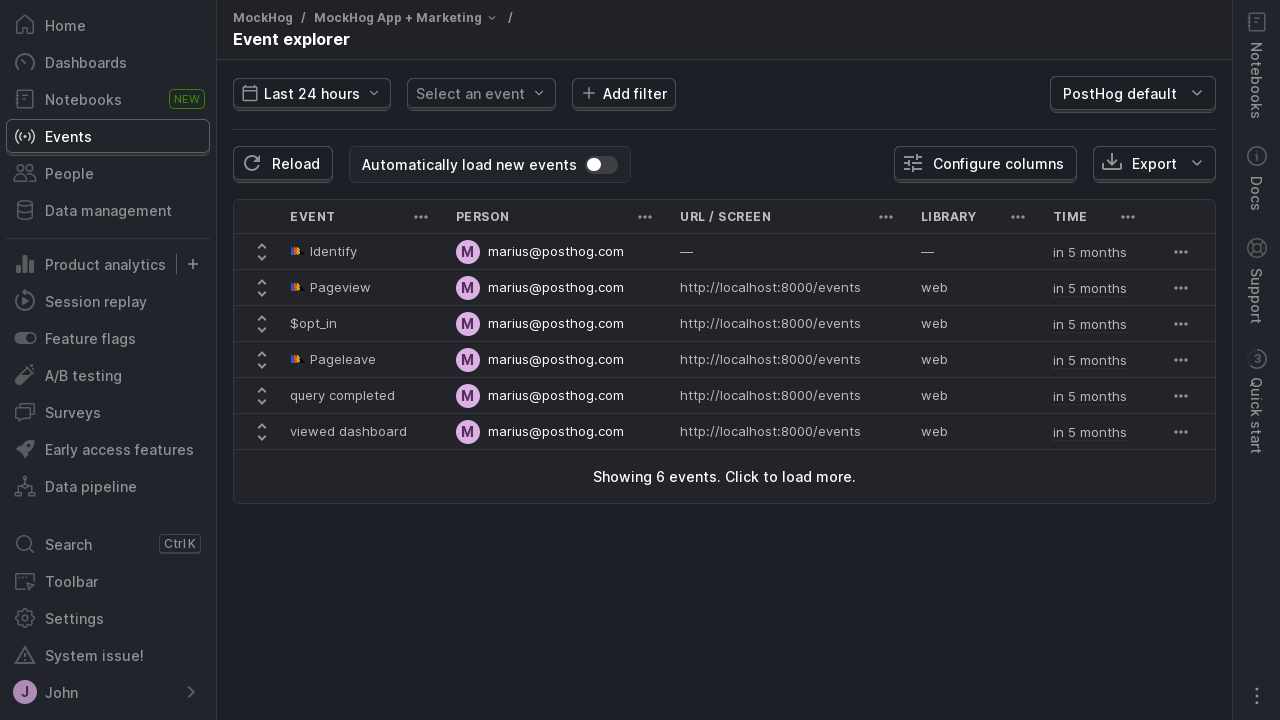 Home
Dashboards
Notebooks NEW
Events
People
Data management
Product analytics
Session replay
Feature flags
A/B testing
Surveys
Early access features
Data pipeline
Search Ctrl K
Toolbar
Settings
System issue!
J John
MockHog / MockHog App + Marketing /
Event explorer
Last 24 hours Select an event Add filter PostHog default
Reload Automatically load new events Configure columns Export
EVENT PERSON URL / SCREEN LIBRARY TIME
Identify M marius@posthog.com — — in 5 months
Pageview M marius@posthog.com http://localhost:8000/events web in 5 months
$opt_in M marius@posthog.com http://localhost:8000/events web in 5 months
Pageleave M marius@posthog.com http://localhost:8000/events web in 5 months
query completed M marius@posthog.com http://localhost:8000/events web in 5 months
viewed dashboard M marius@posthog.com http://localhost:8000/events web in 5 months
Showing 6 events. Click to load more.
Notebooks
Docs
Support
3 Quick start